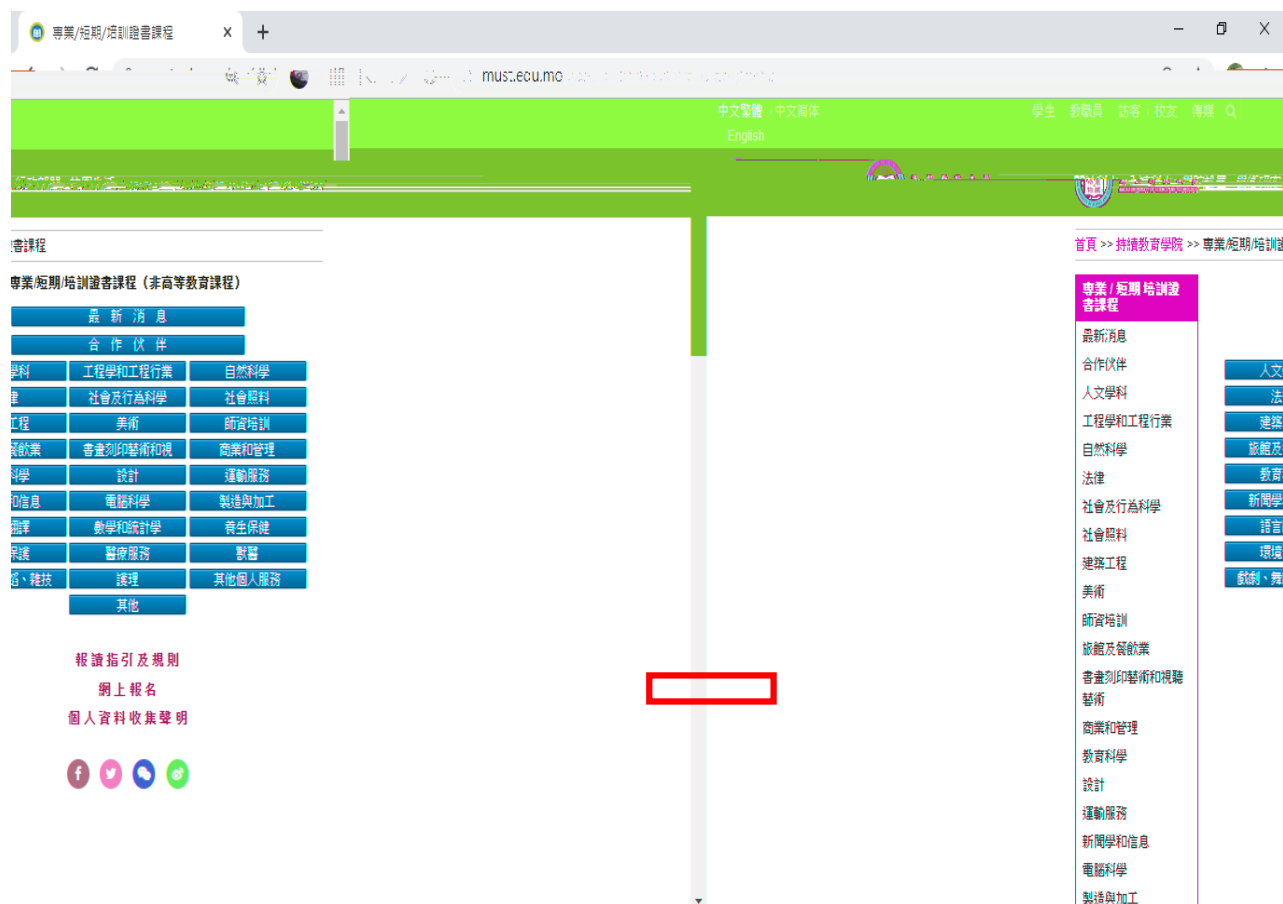 專業/短期/培訓證書課程
must.edu.mo
中文繁體 中文简体
English
學生 教職員 訪客 校友 傳媒
書課程
專業/短期/培訓證書課程（非高等教育課程）
最 新 消 息
合 作 伙 伴
學科 工程學和工程行業 自然科學
律 社會及行為科學 社會照料
工程 美術 師資培訓
餐飲業 書畫刻印藝術和視 商業和管理
科學 設計 運輸服務
和信息 電腦科學 製造與加工
翻譯 數學和統計學 養生保健
保護 醫療服務 獸醫
蹈、雜技 護理 其他個人服務
其他
報讀指引及規則
網上報名
個人資料收集聲明
首頁 >> 持續教育學院 >> 專業/短期/培訓證
專業 / 短期 培訓證
書課程
最新消息
合作伙伴
人文學科
工程學和工程行業
自然科學
法律
社會及行為科學
社會照料
建築工程
美術
師資培訓
旅館及餐飲業
書畫刻印藝術和視聽
藝術
商業和管理
教育科學
設計
運輸服務
新聞學和信息
電腦科學
製造與加工
人文
法
建築
旅館及
教育
新聞學
語言
環境
戲劇、舞